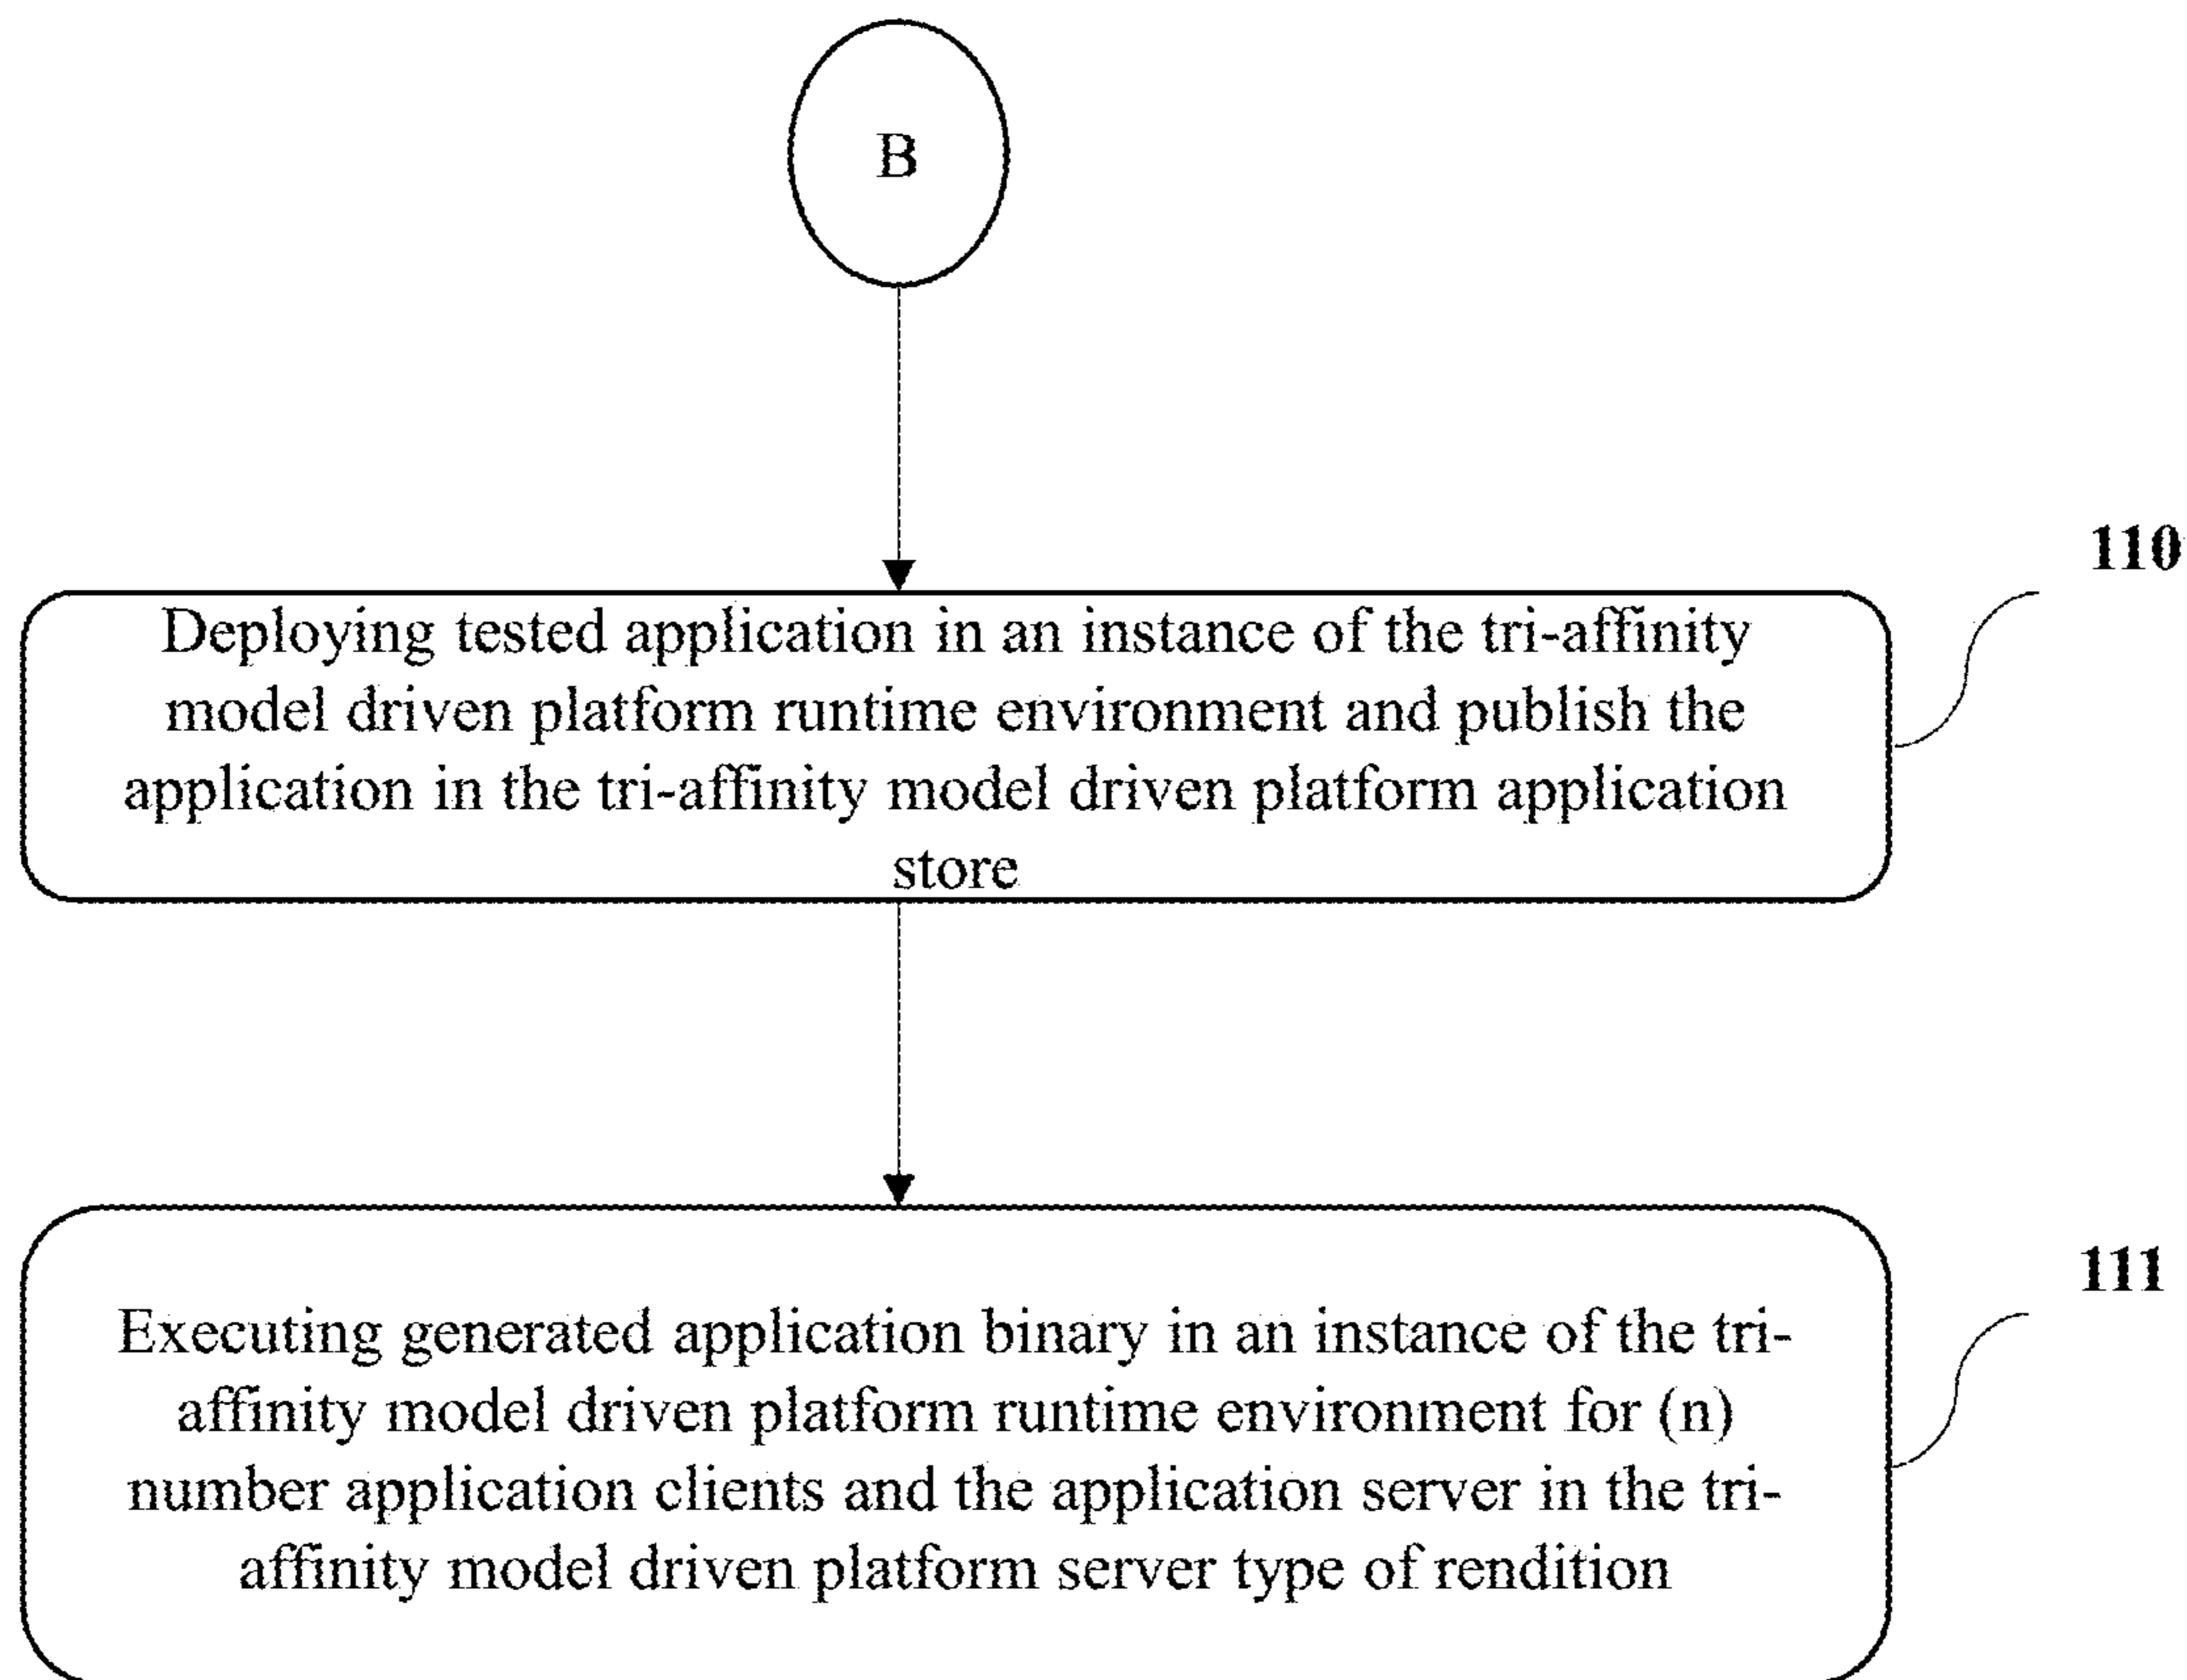 B
110
Deploying tested application in an instance of the tri-affinity
model driven platform runtime environment and publish the
application in the tri-affinity model driven platform application
store
111
Executing generated application binary in an instance of the tri-
affinity model driven platform runtime environment for (n)
number application clients and the application server in the tri-
affinity model driven platform server type of rendition